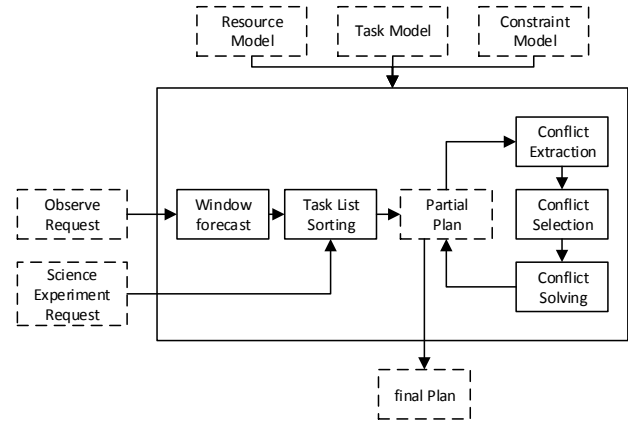 Resource
Model
Task Model
Constraint
Model
Conflict
Extraction
Observe
Request
Window
forecast
Task List
Sorting
Partial
Plan
Conflict
Selection
Science
Experiment
Request
Conflict
Solving
final Plan